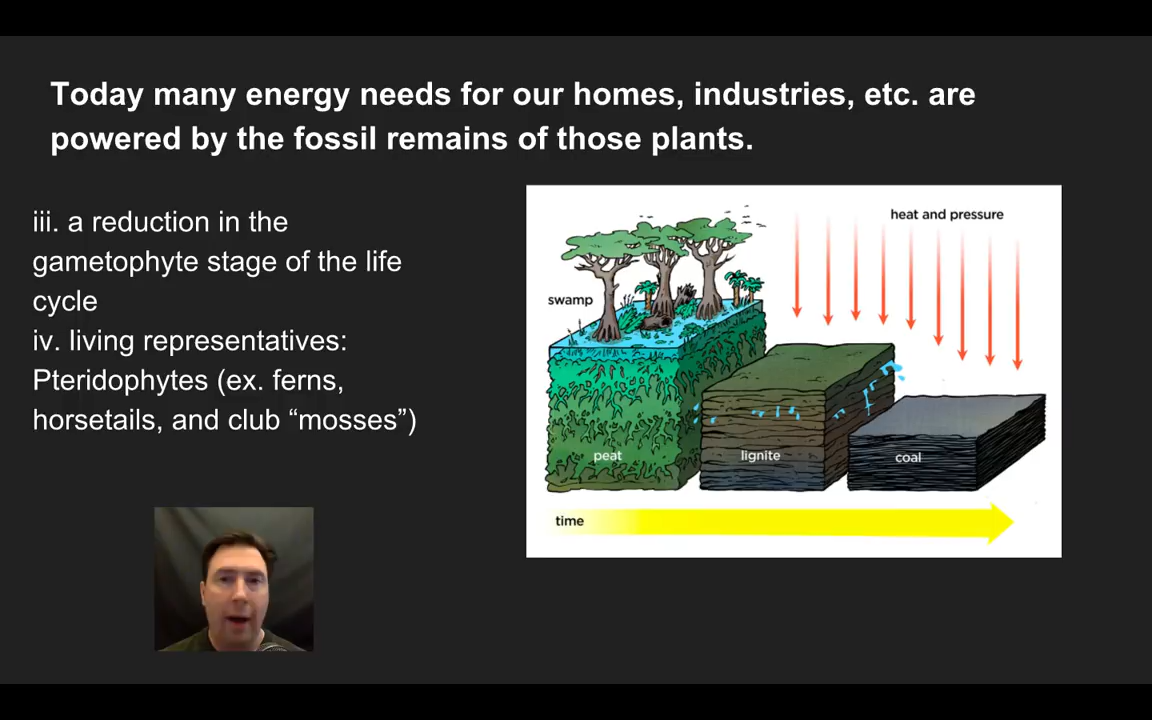 Today many energy needs for our homes, industries, etc. are
powered by the fossil remains of those plants.
iii. a reduction in the
gametophyte stage of the life
cycle
iv. living representatives:
Pteridophytes (ex. ferns,
horsetails, and club “mosses”)
heat and pressure
swamp
peat
lignite
coal
time